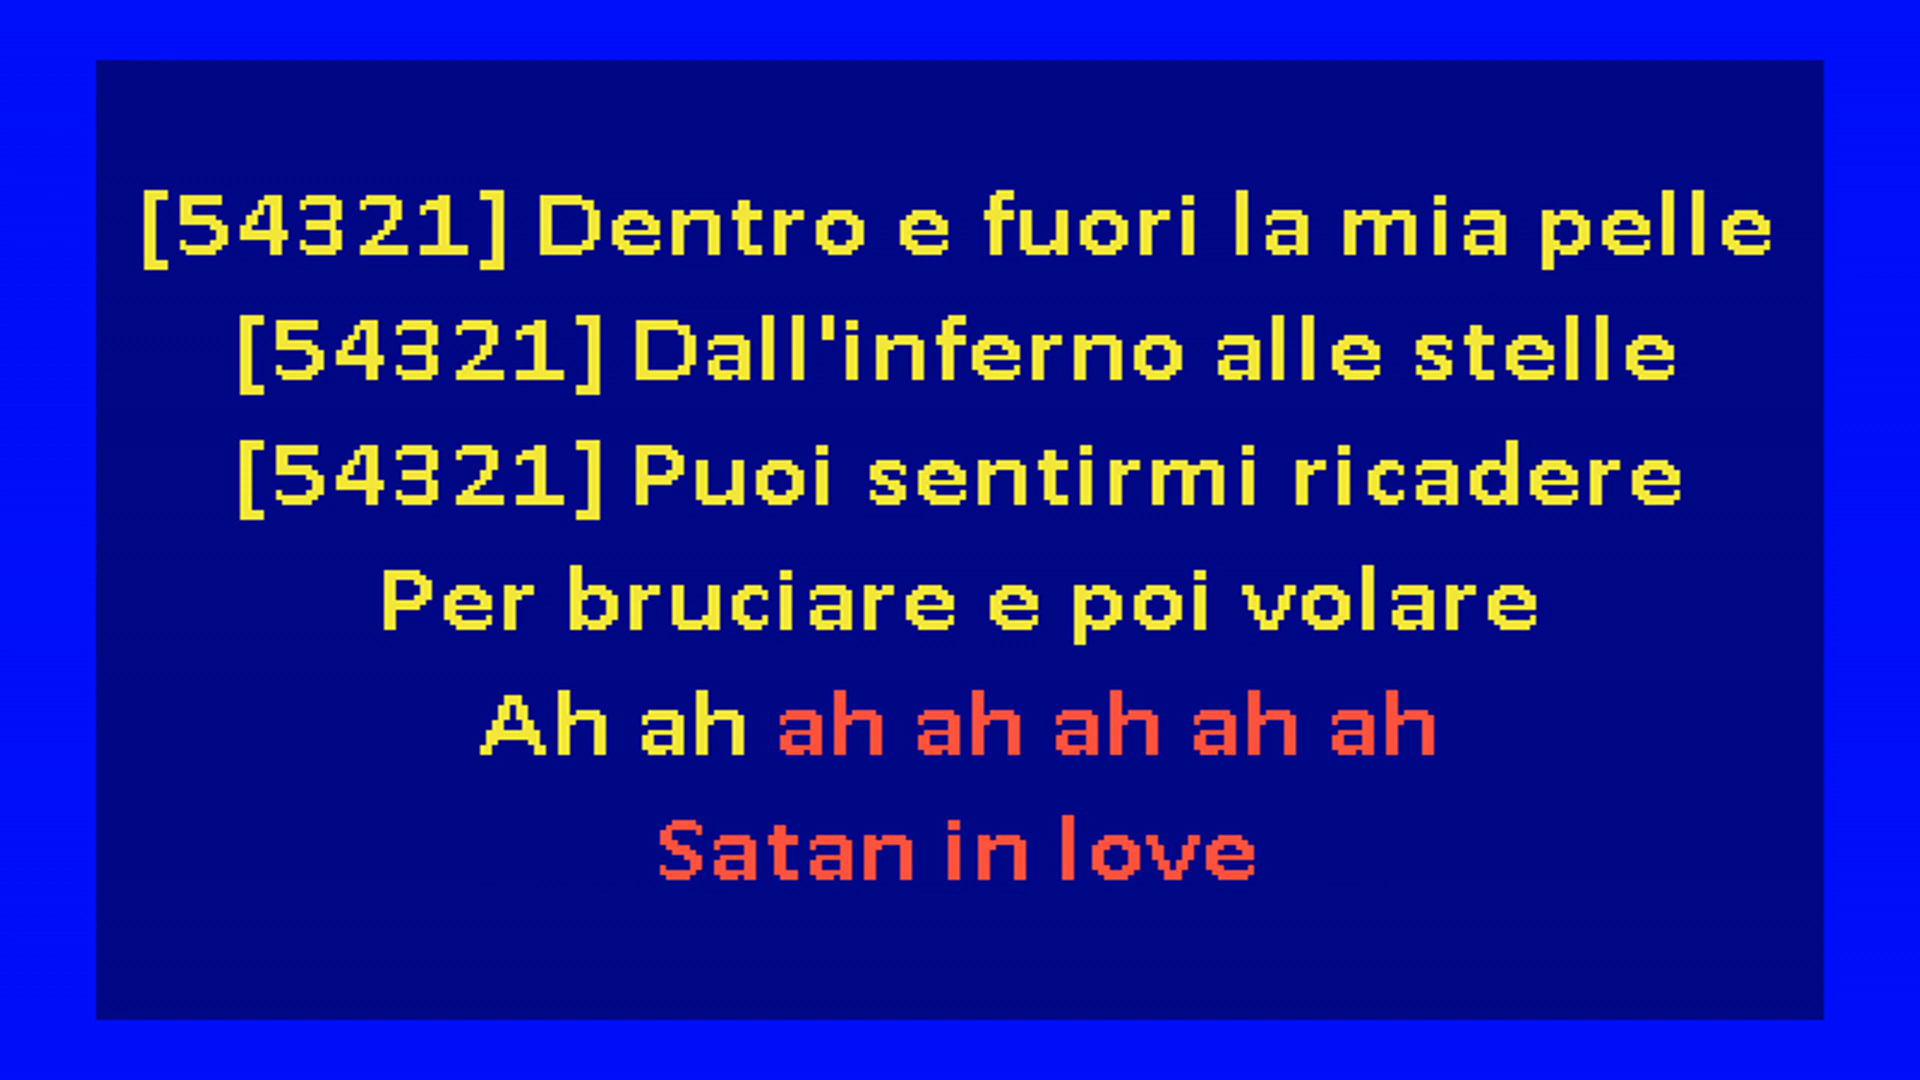 [54321] Dentro e fuori la mia pelle
[54321] Dall'inferno alle stelle
[54321] Puoi sentirmi ricadere
Per bruciare e poi volare
Ah ah ah ah ah ah ah
Satan in love